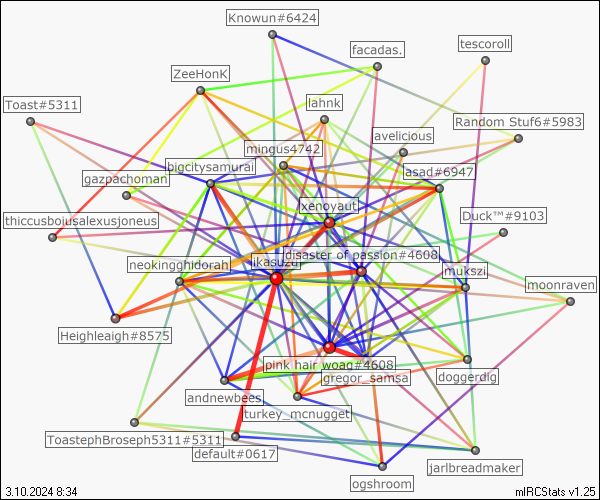 Knowun#6424
tescoroll
facadas.
ZeeHonK
Toast#5311
lahnk
Random Stuf6#5983
avelicious
mingus4742
bigcitysamurai
asad#6947
gazpachoman
xenoyaut
Duck™#9103
thiccusboiusalexusjoneus
disaster of passion#4608
likasuzu
neokingghidorah
mukszi
moonraven
Heighleigh#8575
pink hair woag#4608
gregor_samsa
doggerdig
andnewbees
turkey_mcnugget
ToastephBroseph5311#5311
default#0617
jarlbreadmaker
ogshroom
3.10.2024 8:34
mIRCStats v1.25